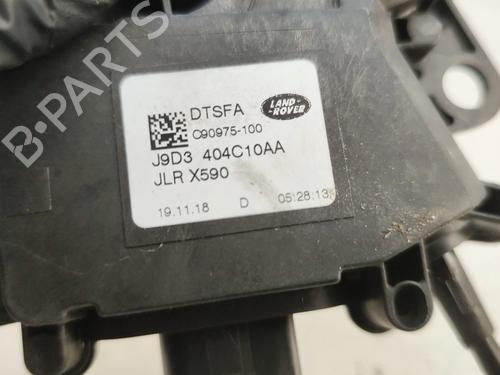 DTSFA
LAND-
ROVER
C90975-100
J9D3 404C10AA
JLR X590
19.11.18 D 05:28:13
B-PARTS